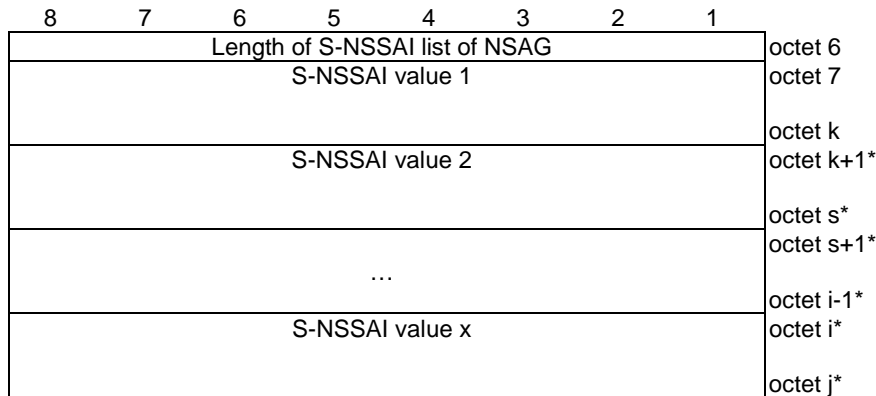 8 7 6 5 4 3 2 1
Length of S-NSSAI list of NSAG octet 6
S-NSSAI value 1 octet 7
octet k
S-NSSAI value 2 octet k+1*
octet s*
octet s+1*
…
octet i-1*
S-NSSAI value x octet i*
octet j*